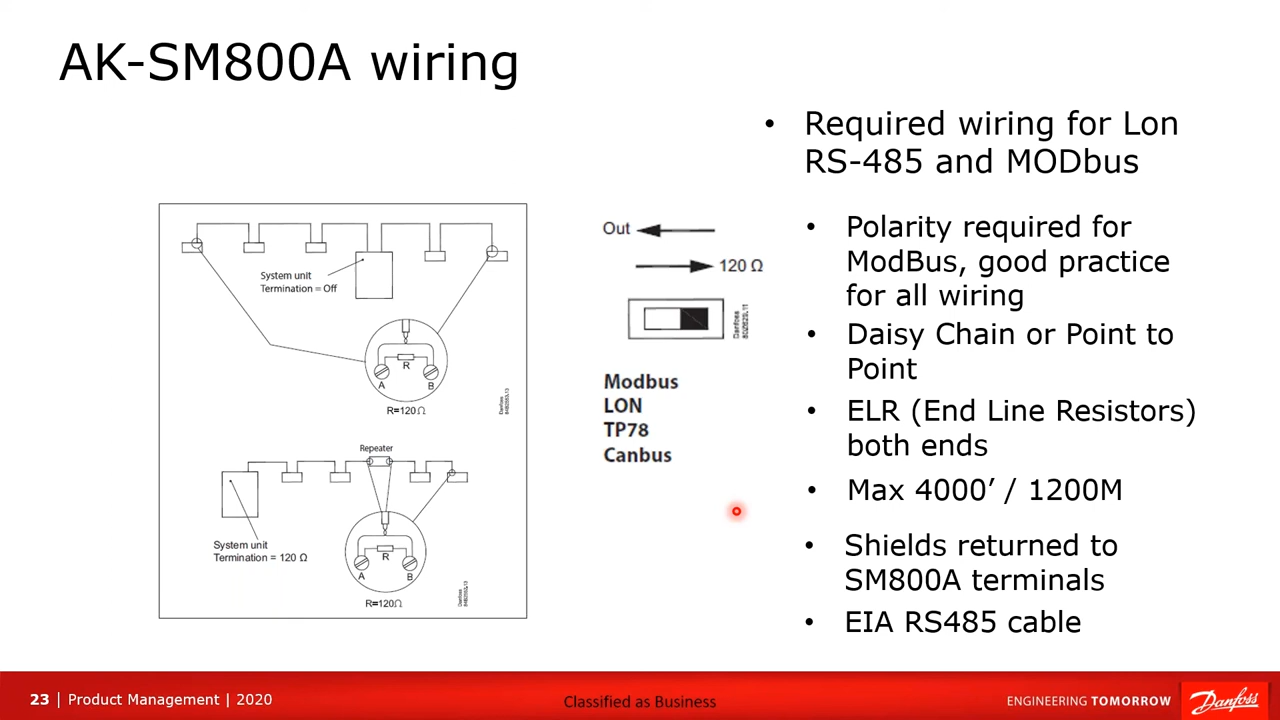 AK-SM800A wiring
• Required wiring for Lon
RS-485 and MODbus
• Polarity required for
ModBus, good practice
for all wiring
• Daisy Chain or Point to
Point
• ELR (End Line Resistors)
both ends
• Max 4000’ / 1200M
• Shields returned to
SM800A terminals
• EIA RS485 cable
System unit
Termination = Off
R
A B
R=120Ω
Repeater
System unit
Termination = 120 Ω
R
A B
R=120Ω
Out
120 Ω
Danfoss
Modbus
LON
TP78
Canbus
23 | Product Management | 2020
Classified as Business
ENGINEERING TOMORROW
Danfoss